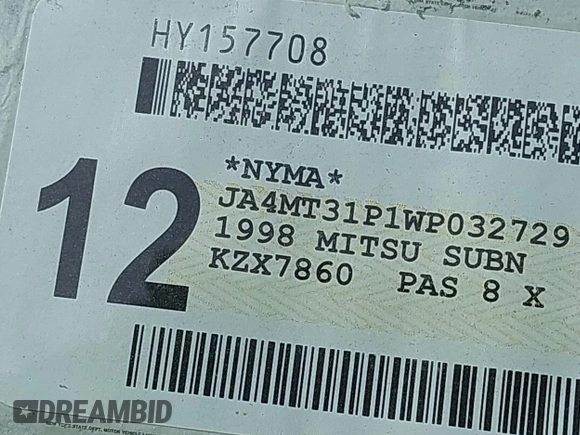 HY157708
12
*NYMA*
JA4MT31P1WP032729
1998 MITSU SUBN
KZX7860 PAS 8 X
DREAMBID